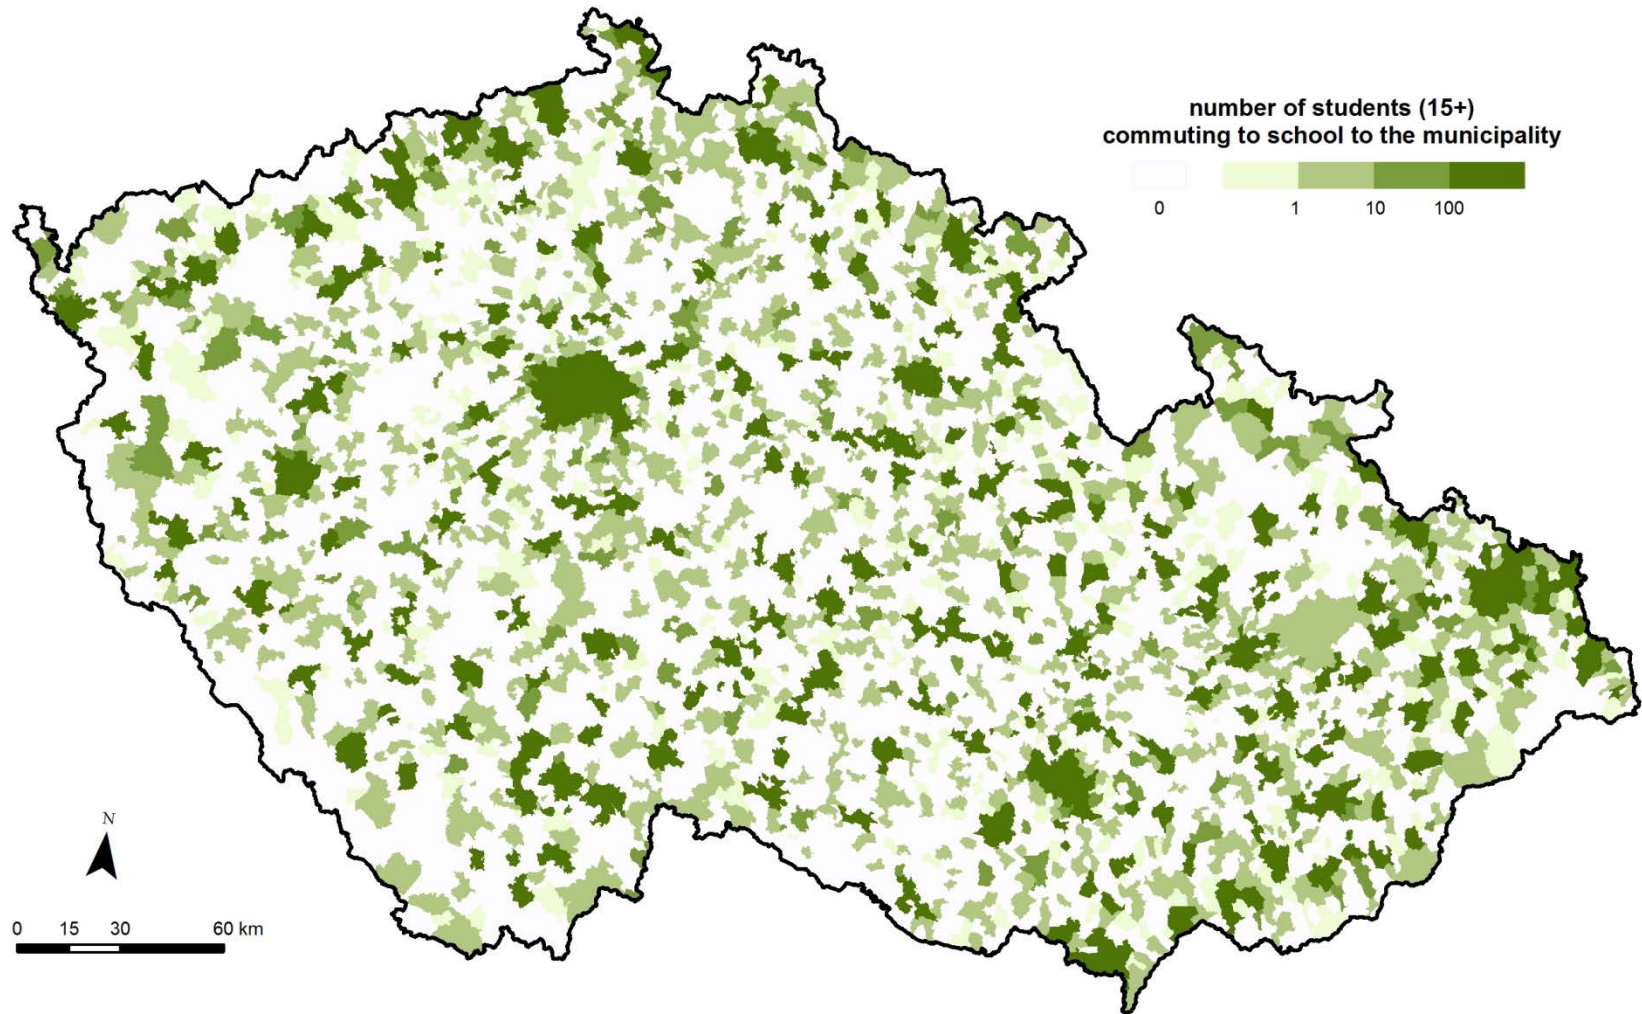 number of students (15+)
commuting to school to the municipality
0 1 10 100
N
0 15 30 60 km